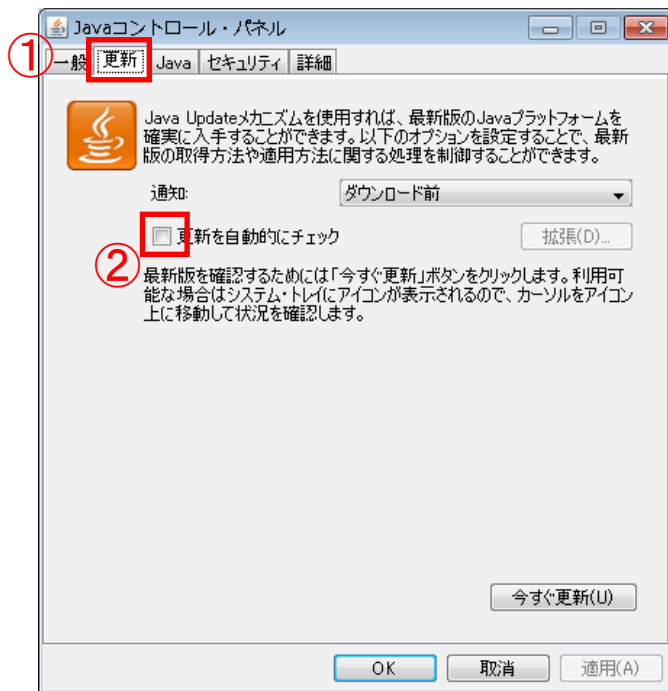 Javaコントロール・パネル
①
一般 更新 Java セキュリティ 詳細
Java Updateメカニズムを使用すれば、最新版のJavaプラットフォームを
確実に入手することができます。以下のオプションを設定することで、最新
版の取得方法や適用方法に関する処理を制御することができます。
通知: ダウンロード前
更新を自動的にチェック 拡張(D)...
②
最新版を確認するためには「今すぐ更新」ボタンをクリックします。利用可
能な場合はシステム・トレイにアイコンが表示されるので、カーソルをアイコン
上に移動して状況を確認します。
今すぐ更新(U)
OK 取消 適用(A)